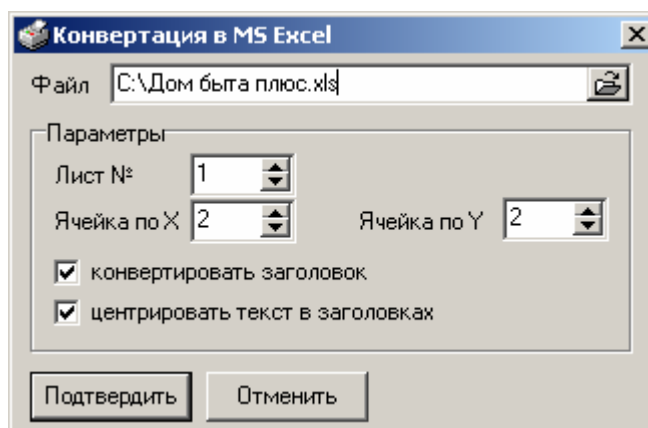 Конвертация в MS Excel
Файл C:\Дом быта плюс.xls
Параметры
Лист № 1
Ячейка по X 2 Ячейка по Y 2
конвертировать заголовок
центрировать текст в заголовках
Подтвердить Отменить